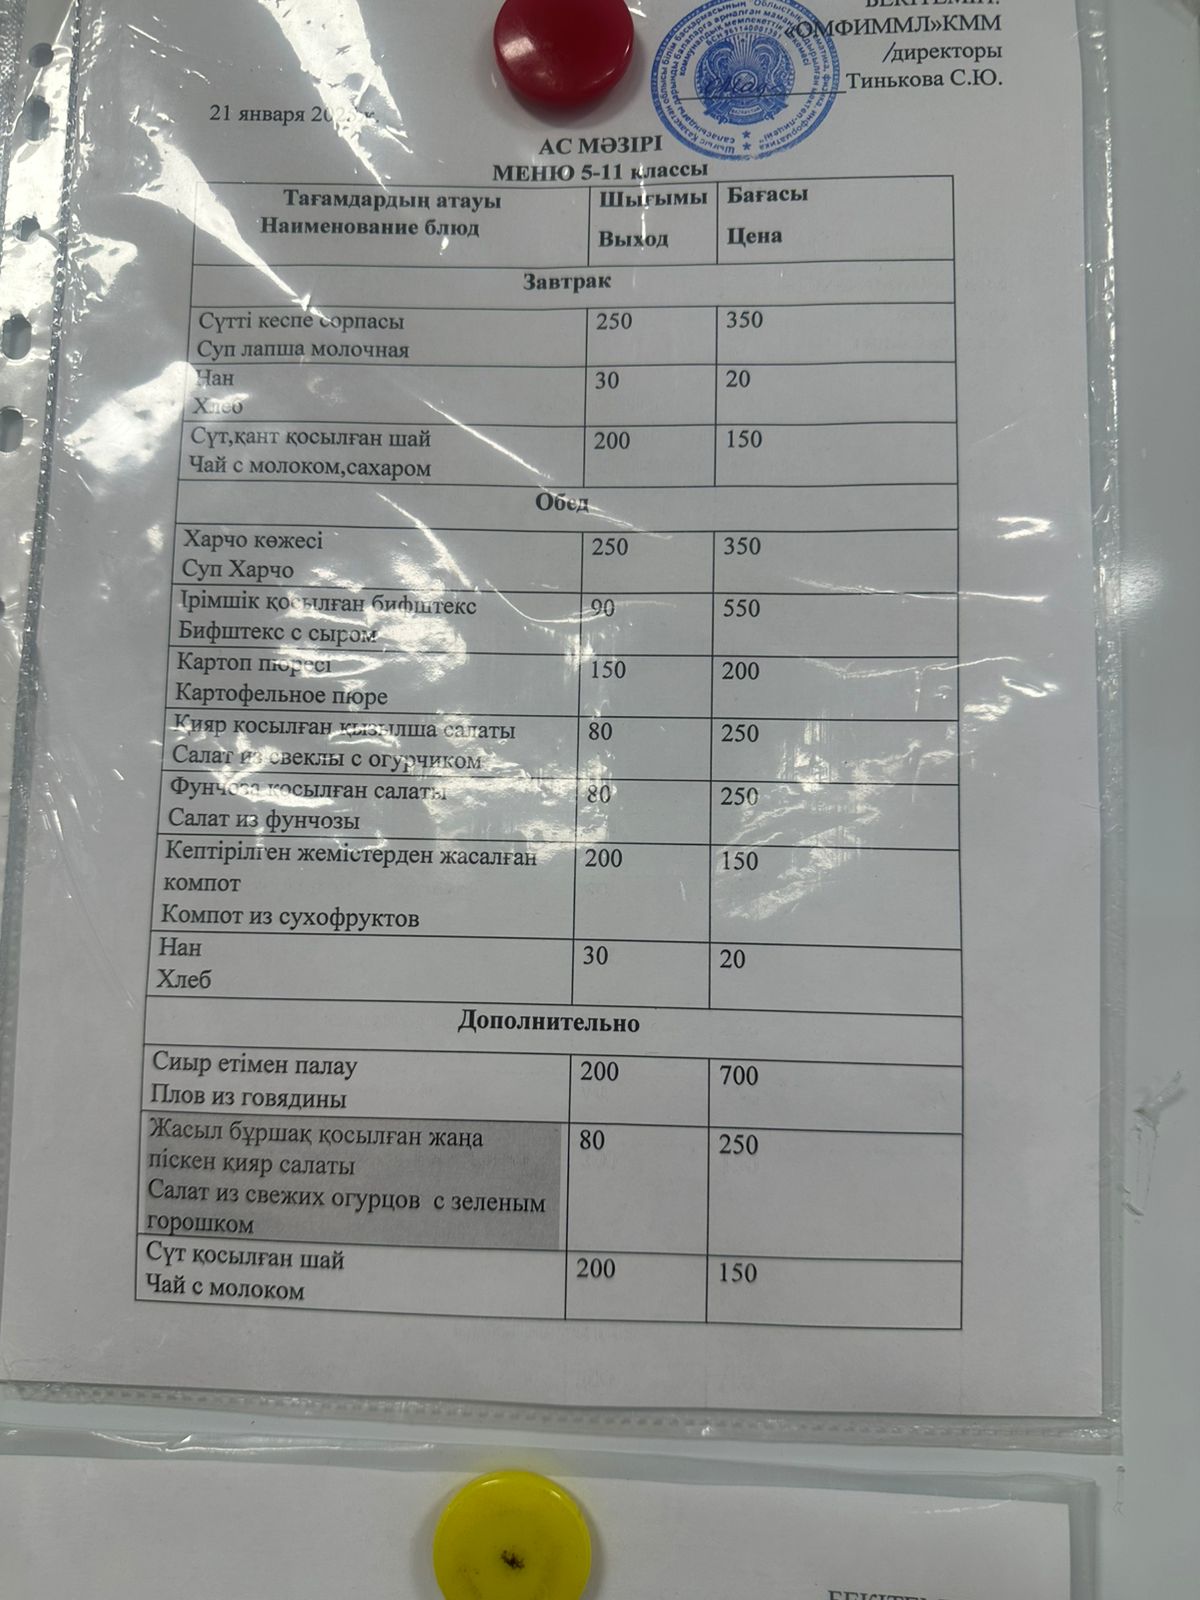 БЕКІТЕМІН:
«ОМФИММЛ»КММ
/директоры
Тинькова С.Ю.
21 января
АС МӘЗІРІ
МЕНЮ 5-11 классы
Тағамдардың атауы Шығымы Бағасы
Наименование блюд Выход Цена
Завтрак
Сүтті кеспе сорпасы 250 350
Суп лапша молочная
Нан 30 20
Хлеб
Сүт,қант қосылған шай 200 150
Чай с молоком,сахаром
Обед
Харчо көжесі 250 350
Суп Харчо
Ірімшік қосылған бифштекс 90 550
Бифштекс с сыром
Картоп пюресі 150 200
Картофельное пюре
Қияр қосылған қызылша салаты 80 250
Салат из свеклы с огурчиком
Фунчоза қосылған салаты 80 250
Салат из фунчозы
Кептірілген жемістерден жасалған 200 150
компот
Компот из сухофруктов
Нан 30 20
Хлеб
Дополнительно
Сиыр етімен палау 200 700
Плов из говядины
Жасыл бұршақ қосылған жаңа 80 250
піскен қияр салаты
Салат из свежих огурцов с зеленым
горошком
Сүт қосылған шай 200 150
Чай с молоком